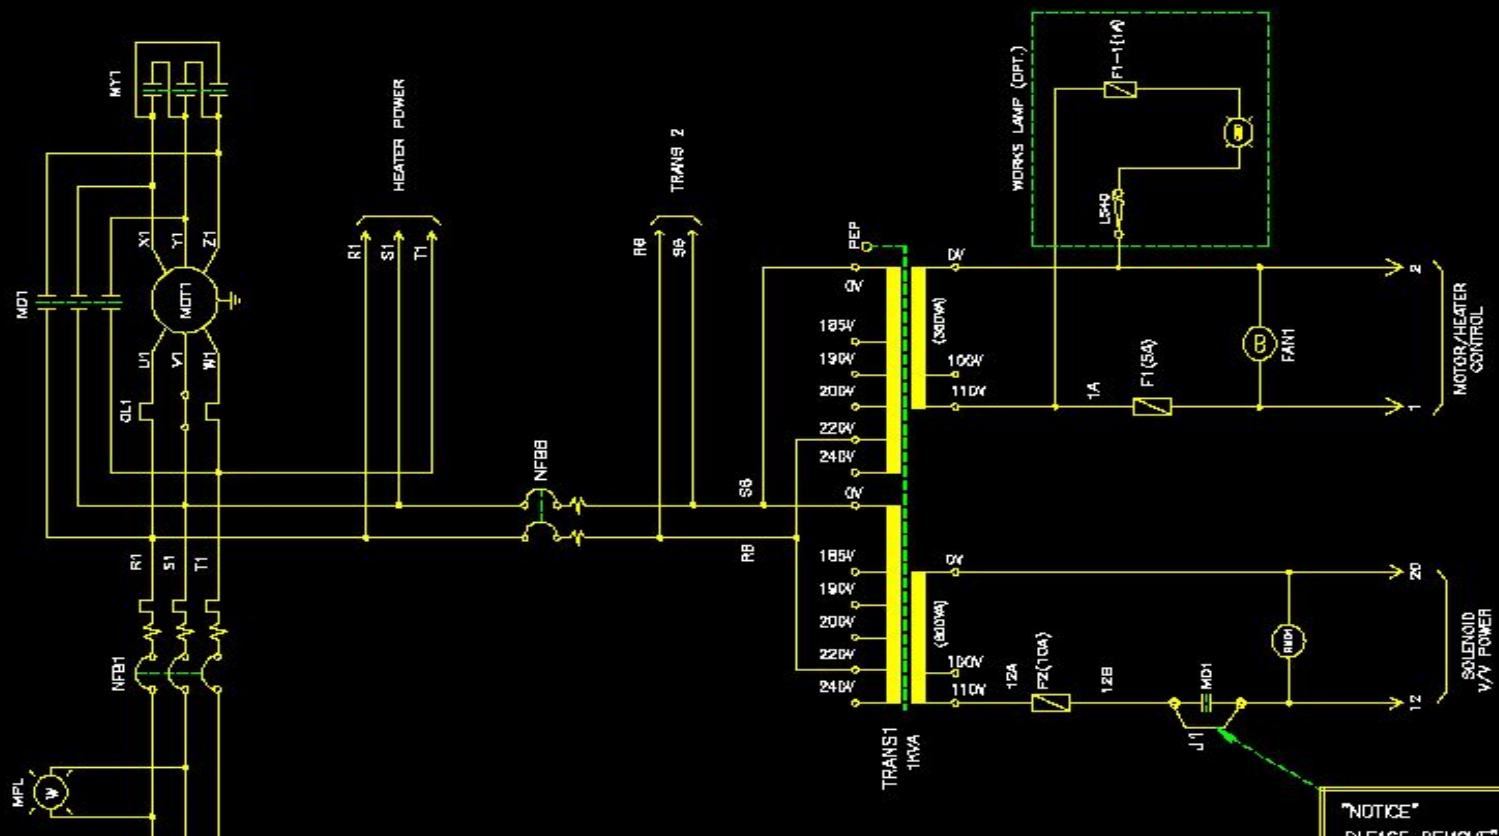 MY1
MD1
X1
Y1
Z1
MOT1
U1
V1
W1
OL1
R1
S1
T1
NFB1
MPL
W
HEATER POWER
R1
S1
T1
NFB8
TRANS 2
R8
S8
S8
R8
PEP
0V
185V
190V
200V
220V
240V
0V
185V
190V
200V
220V
240V
TRANS1
1KVA
0V
100V
110V
0V
100V
110V
WORKS LAMP (OPT.)
F1-1(1A)
1A
F1(5A)
B
FAN1
2
1
MOTOR/HEATER
CONTROL
12A
F2(10A)
12B
MD1
J1
20
12
SOLENOID
V/V POWER
"NOTICE"